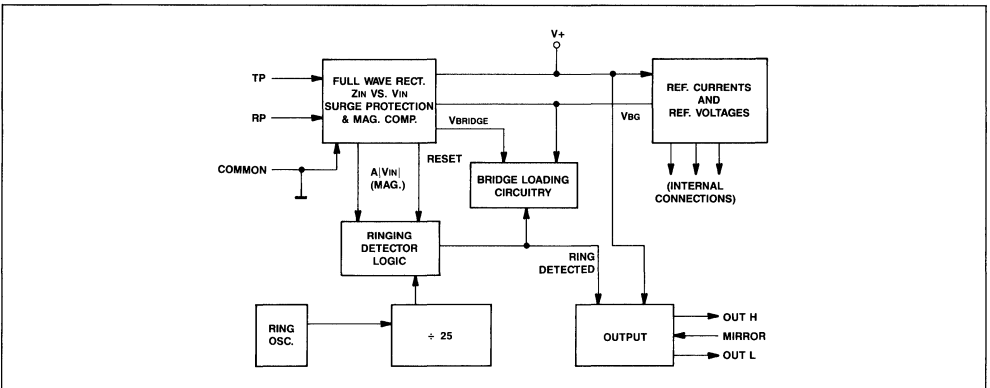 V+
TP
RP
COMMON
FULL WAVE RECT.
ZIN VS. VIN
SURGE PROTECTION
& MAG. COMP.
REF. CURRENTS
AND
REF. VOLTAGES
VBG
VBRIDGE
RESET
A|VIN|
(MAG.)
BRIDGE LOADING
CIRCUITRY
(INTERNAL
CONNECTIONS)
RINGING
DETECTOR
LOGIC
RING
DETECTED
RING
OSC.
÷ 25
OUTPUT
OUT H
MIRROR
OUT L